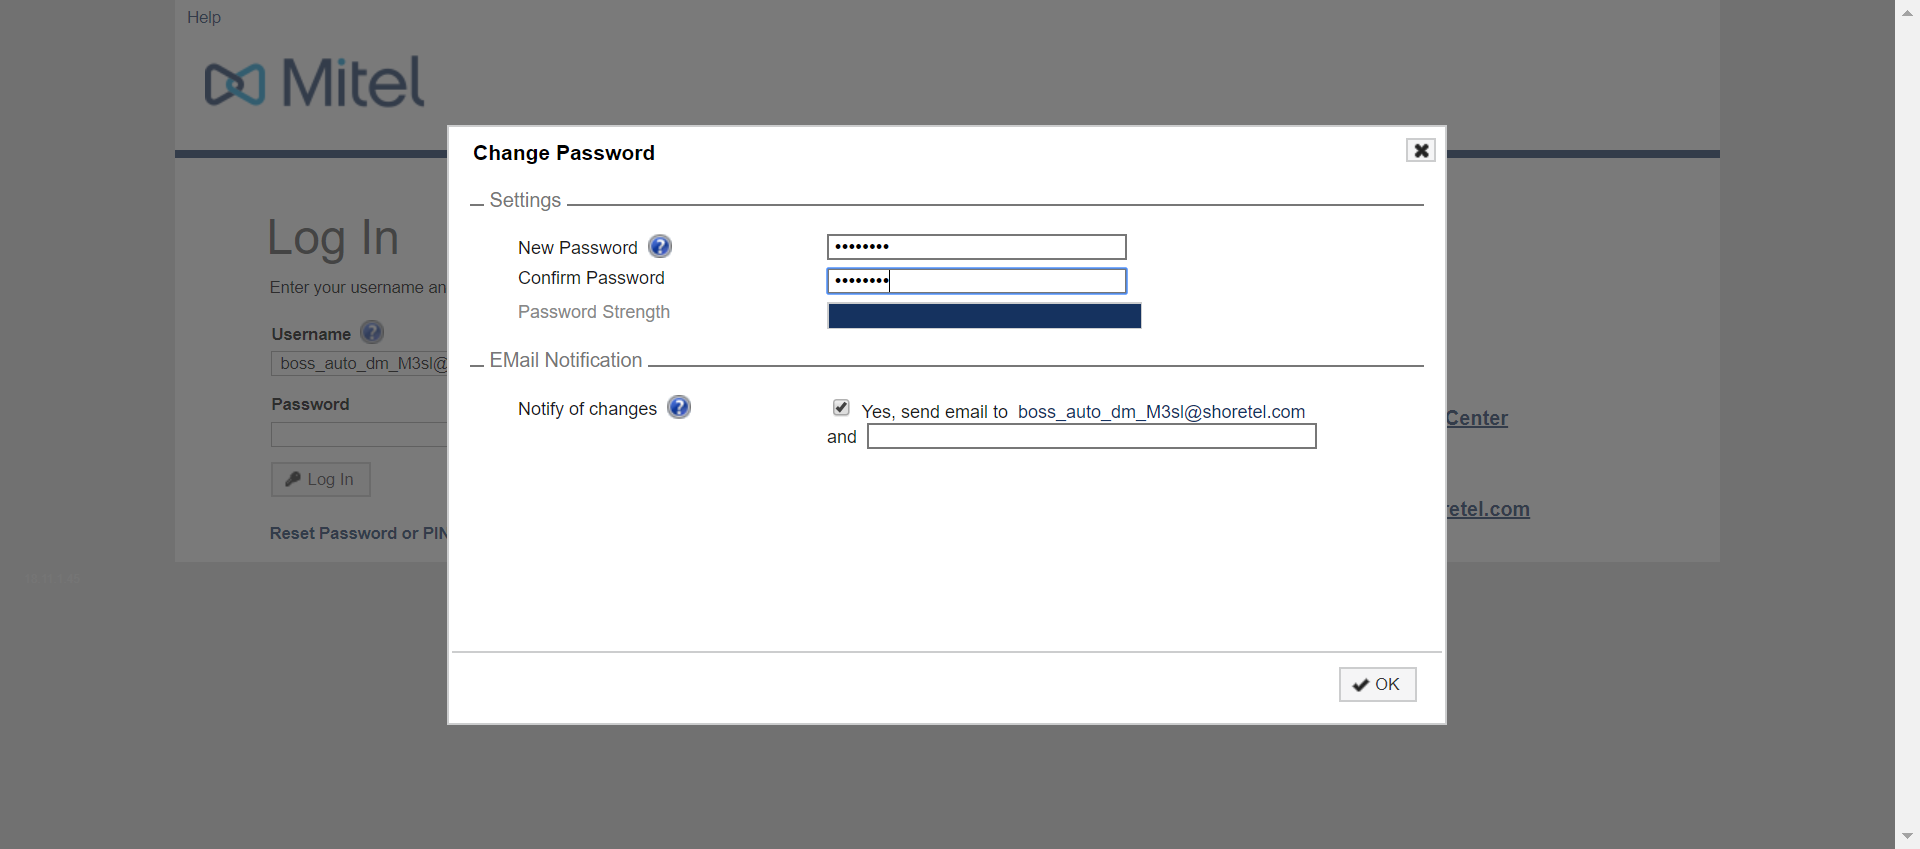 Help
Mitel
Change Password
Settings
Log In
New Password
••••••••
Confirm Password
••••••••
Enter your username an
Password Strength
Username
boss_auto_dm_M3sl@
EMail Notification
Password
Notify of changes
Yes, send email to boss_auto_dm_M3sl@shoretel.com
and
Center
Log In
retel.com
Reset Password or PIN
OK